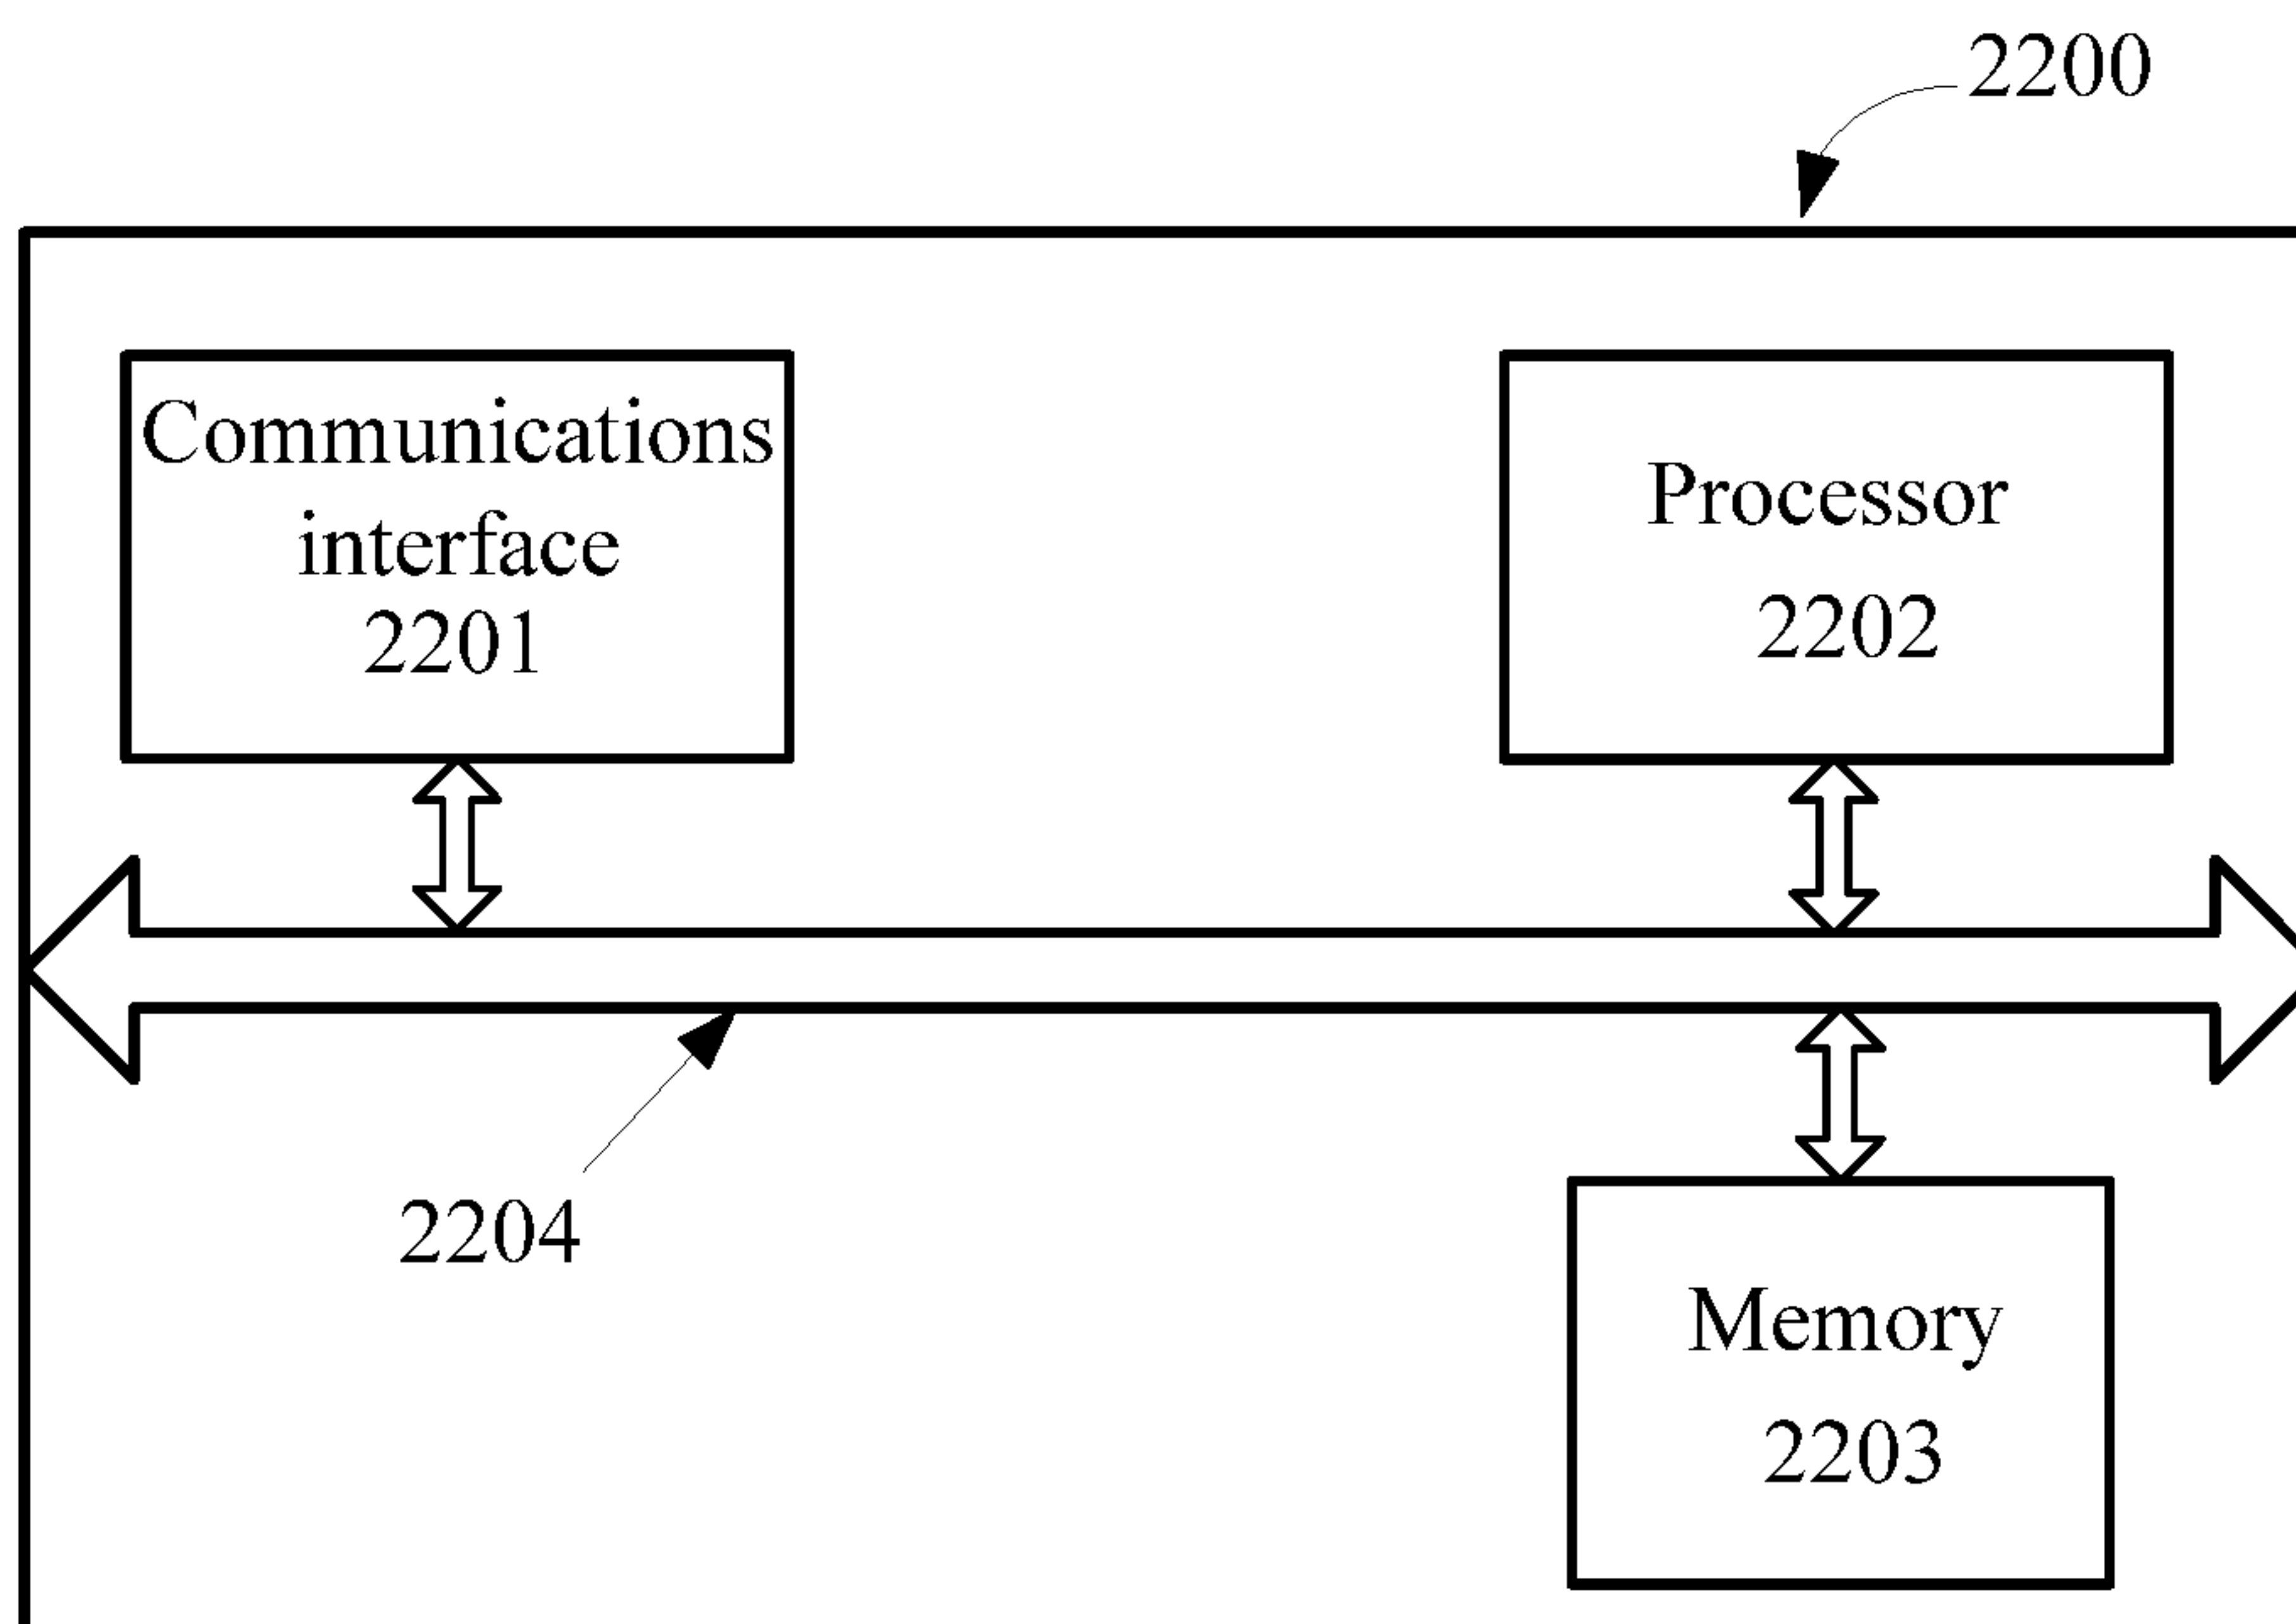 2200
Communications
interface
2201
Processor
2202
2204
Memory
2203